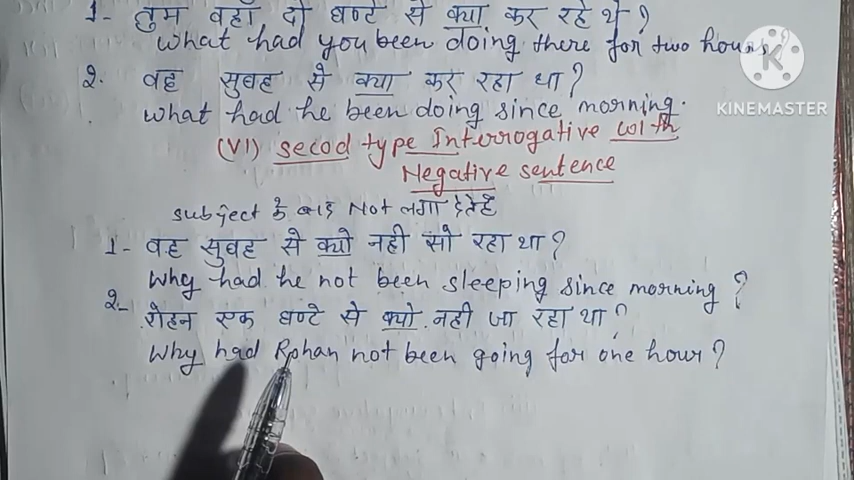 1- तुम वहाँ दो घण्टे से क्या कर रहे थे?
What had you been doing there for two hours?
2. वह सुबह से क्या कर रहा था?
What had he been doing since morning.
(VI) secod type Interrogative with
Negative sentence
subject के बाद Not लगा देते हैं
1- वह सुबह से क्यो नही सो रहा था?
Why had he not been sleeping since morning?
2- रोहन एक घण्टे से क्यो नही जा रहा था?
Why had Rohan not been going for one hour?
KINEMASTER